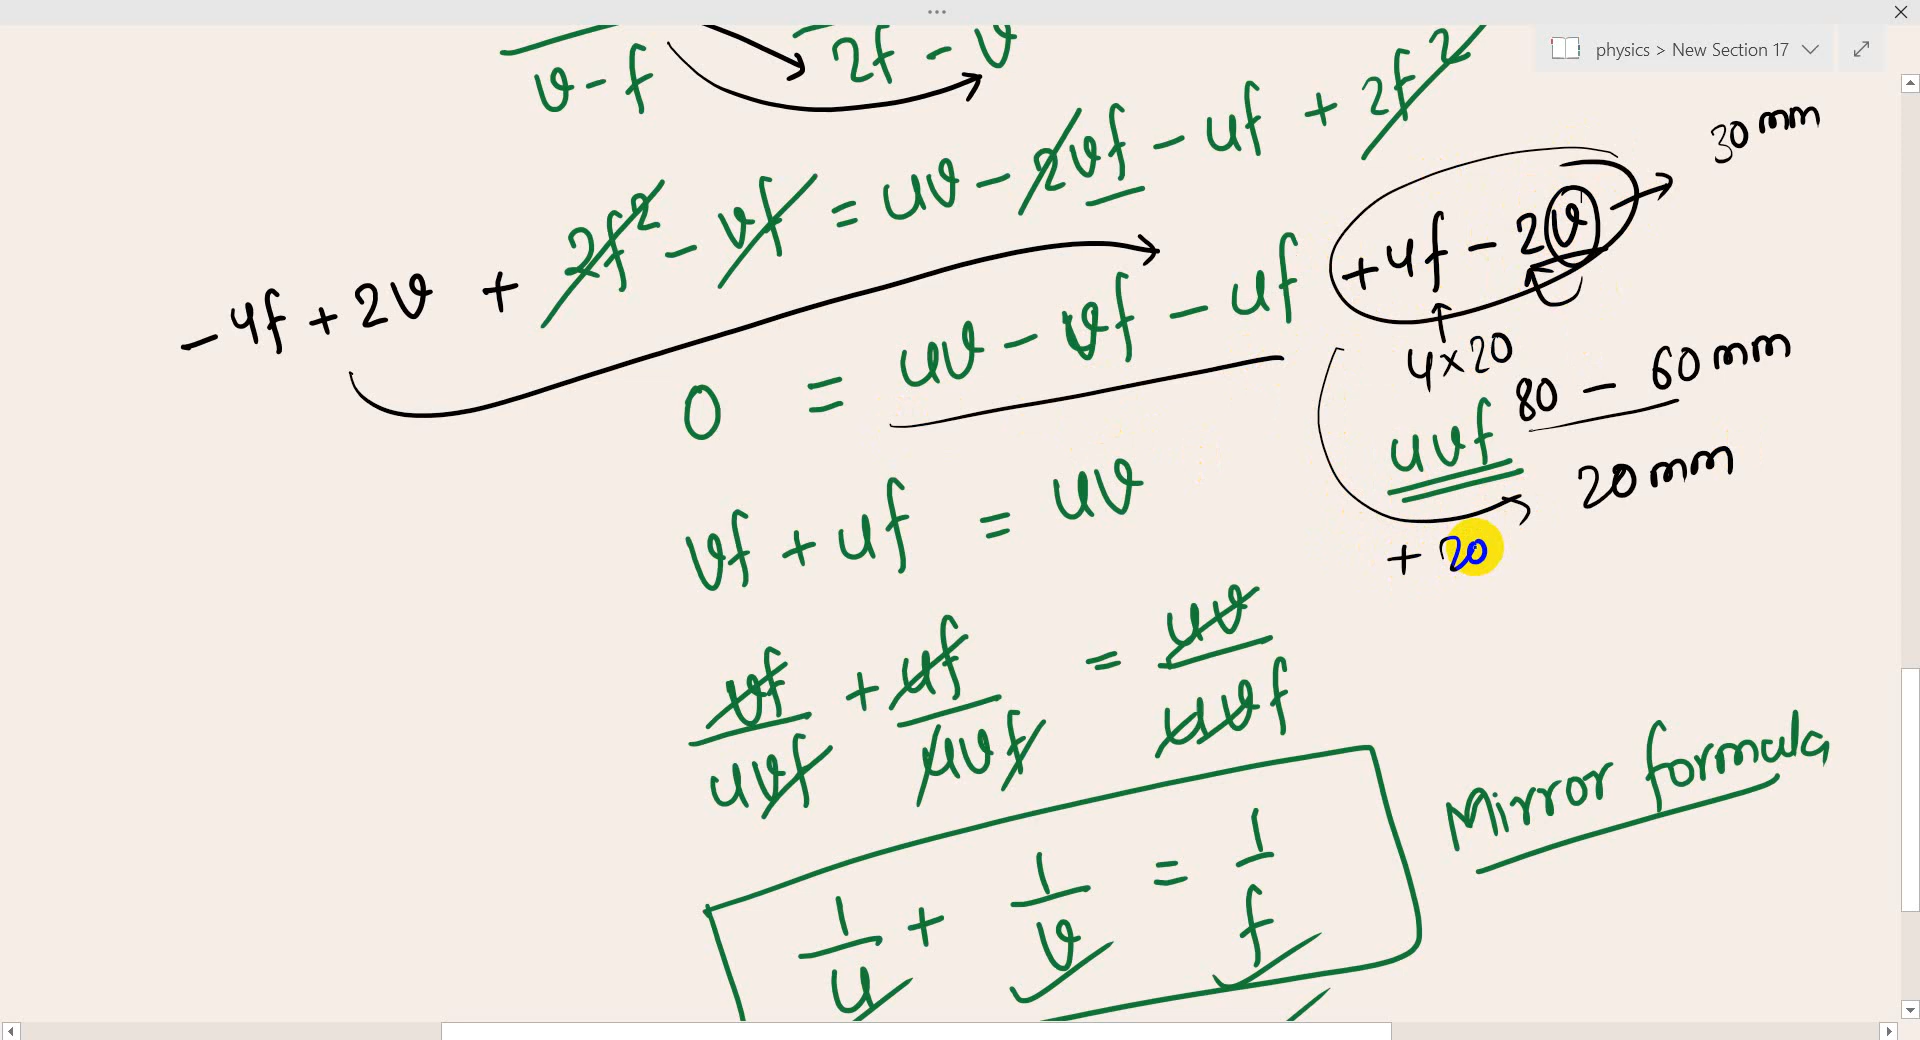 physics > New Section 17
v - f 2f - v
- 4f + 2v + 2f² - vf = uv - 2vf - uf + 2f²
30 mm
0 = uv - vf - uf + 4f - 2v
4 × 20
80 - 60 mm
uvf
20 mm
vf + uf = uv
+ 20
vf/uvf + uf/uvf = uv/uvf
Mirror formula
1/u + 1/v = 1/f